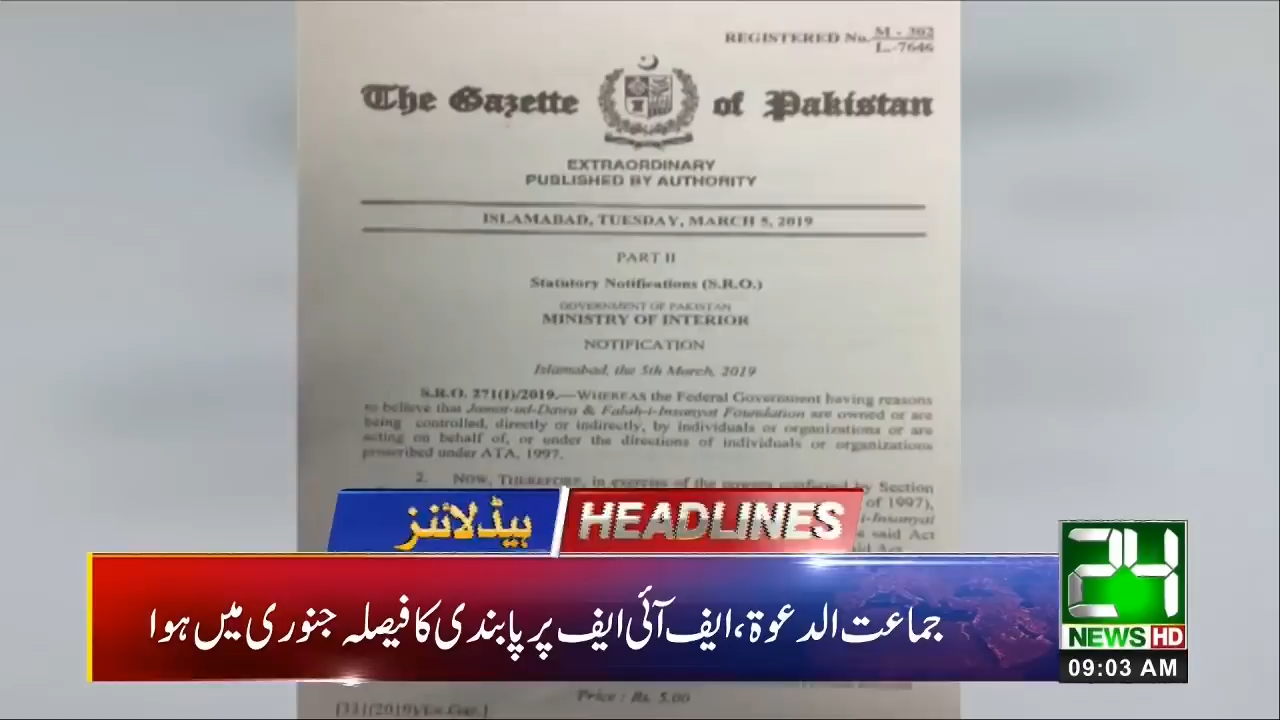 REGISTERED No. M - 302
L.-7646
The Gazette of Pakistan
EXTRAORDINARY
PUBLISHED BY AUTHORITY
ISLAMABAD, TUESDAY, MARCH 5, 2019
PART II
Statutory Notifications (S.R.O.)
GOVERNMENT OF PAKISTAN
MINISTRY OF INTERIOR
NOTIFICATION
Islamabad, the 5th March, 2019
S.R.O. 271(I)/2019.—WHEREAS the Federal Government having reasons
to believe that Jamat-ud-Dawa & Falah-i-Insanyat Foundation are owned or are
being controlled, directly or indirectly, by individuals or organizations or are
acting on behalf of, or under the directions of individuals or organizations
proscribed under ATA, 1997.
2. NOW, THEREFORE, in exercise of the powers conferred by Section
of 1997),
i-Insanyat
said Act
ہیڈلائنز HEADLINES
جماعت الدعوۃ، ایف آئی ایف پر پابندی کا فیصلہ جنوری میں ہوا
24
NEWS HD
09:03 AM
Price : Rs. 5.00